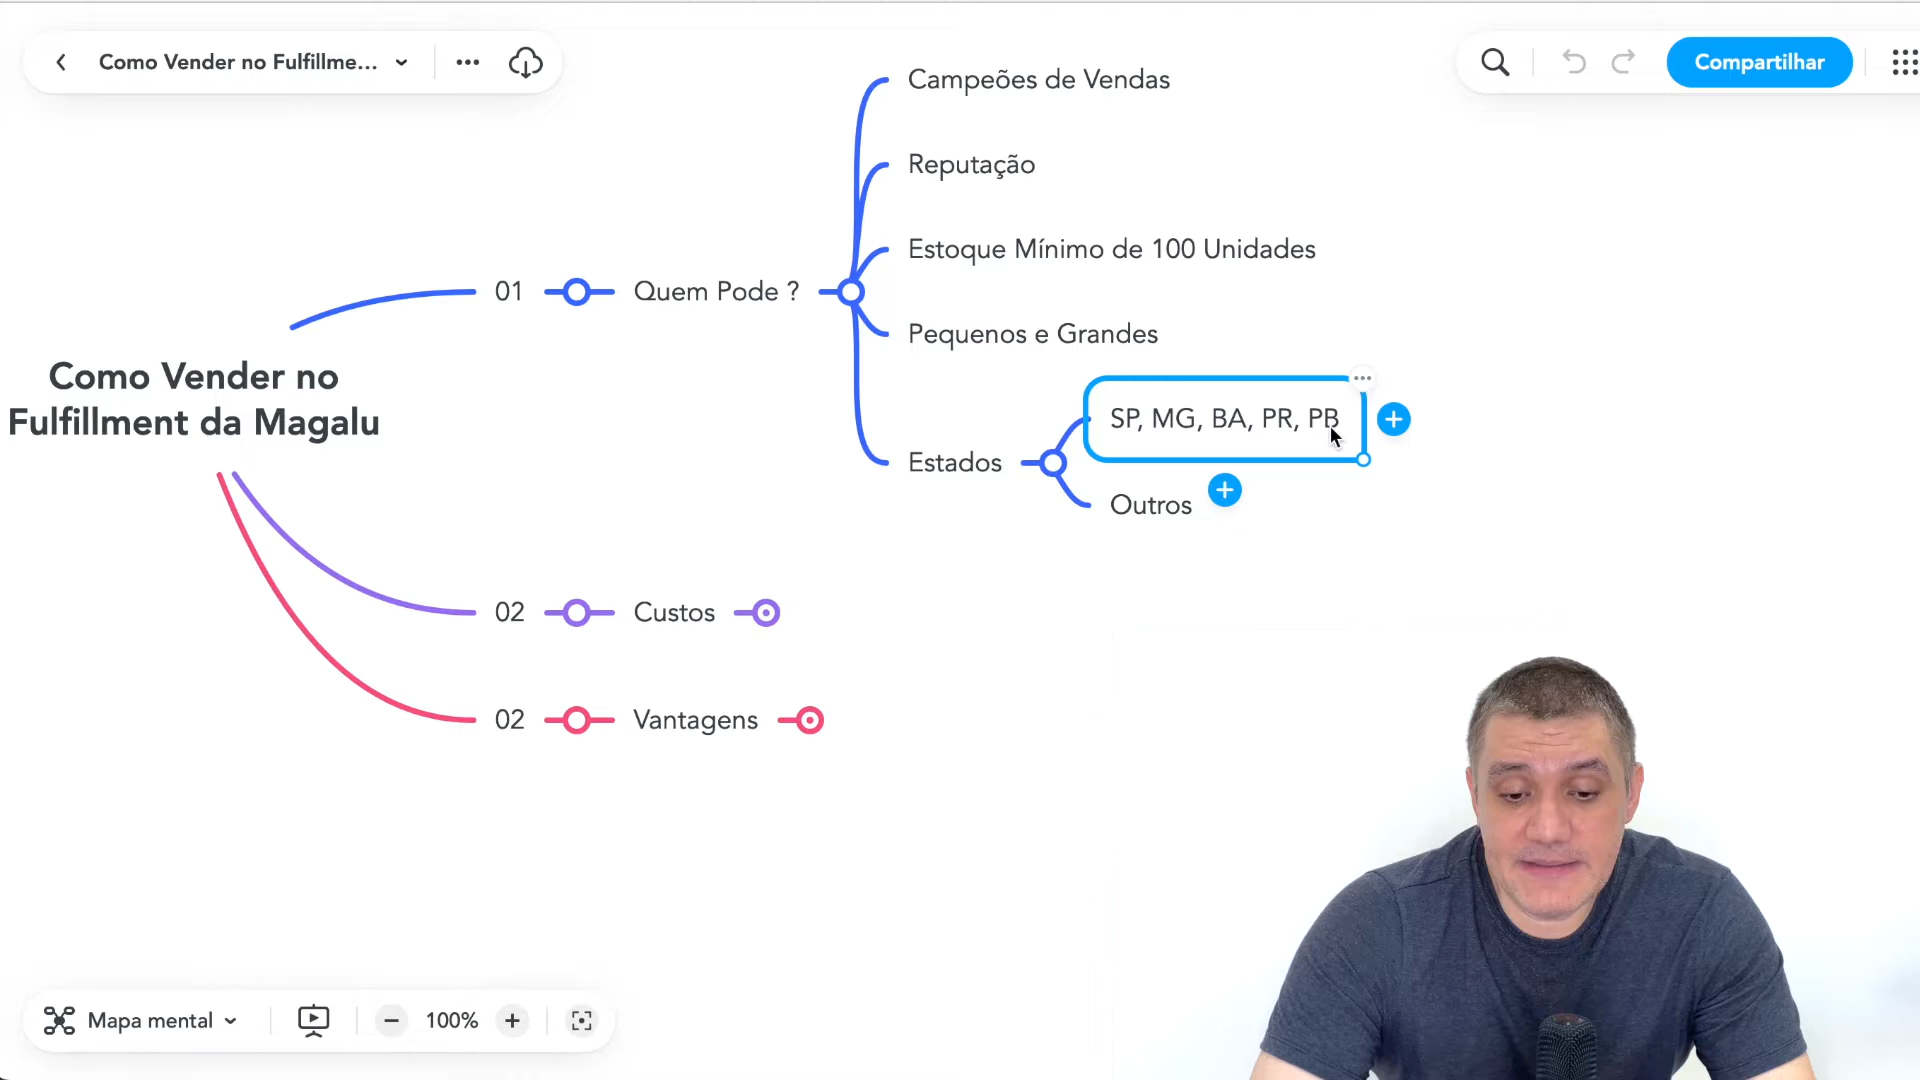 Como Vender no Fulfillme...
Compartilhar
Campeões de Vendas
Reputação
Estoque Mínimo de 100 Unidades
01
Quem Pode ?
Pequenos e Grandes
Como Vender no
Fulfillment da Magalu
SP, MG, BA, PR, PB
Estados
Outros
02
Custos
02
Vantagens
Mapa mental
100%